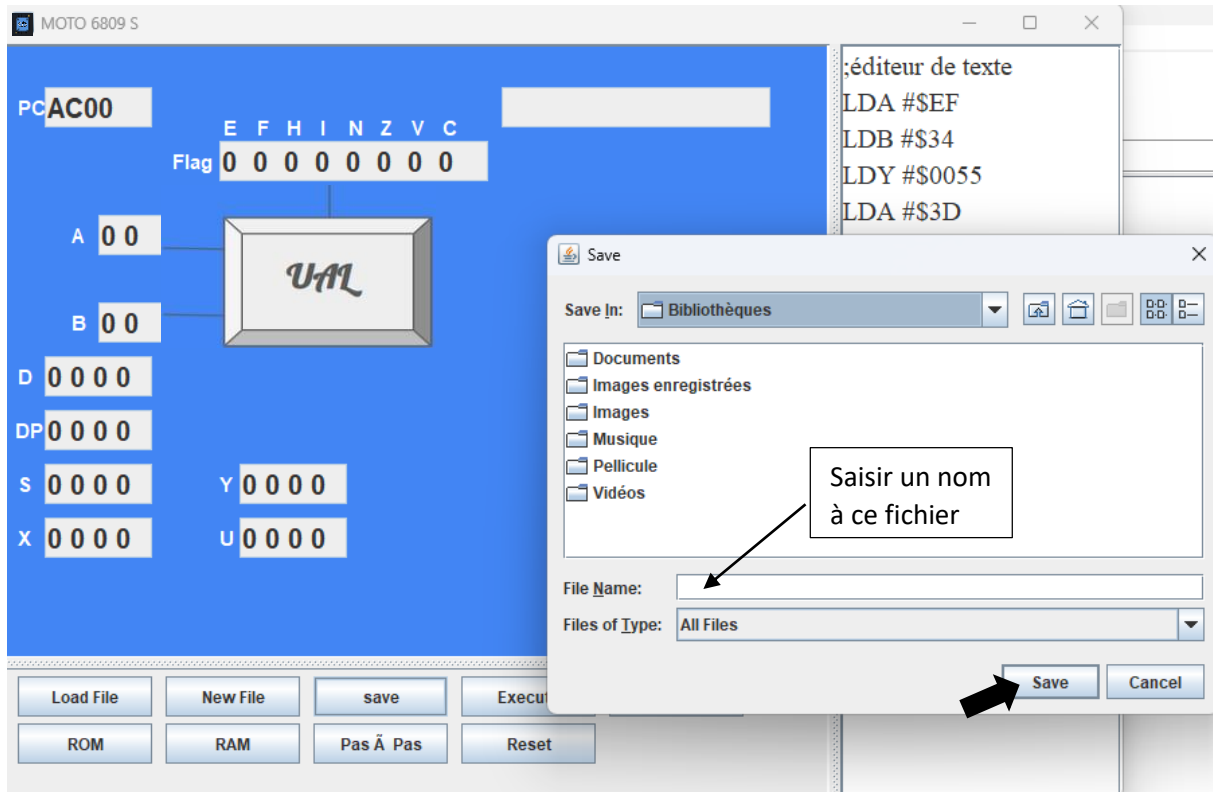 MOTO 6809 S
PC AC00
E F H I N Z V C
Flag 0 0 0 0 0 0 0 0
A 0 0
UAL
B 0 0
D 0 0 0 0
DP 0 0 0 0
S 0 0 0 0
Y 0 0 0 0
X 0 0 0 0
U 0 0 0 0
;éditeur de texte
LDA #$EF
LDB #$34
LDY #$0055
LDA #$3D
Save
Save In: Bibliothèques
Documents
Images enregistrées
Images
Musique
Pellicule
Vidéos
Saisir un nom
à ce fichier
File Name:
Files of Type: All Files
Save Cancel
Load File New File save Execu
ROM RAM Pas Ã Pas Reset